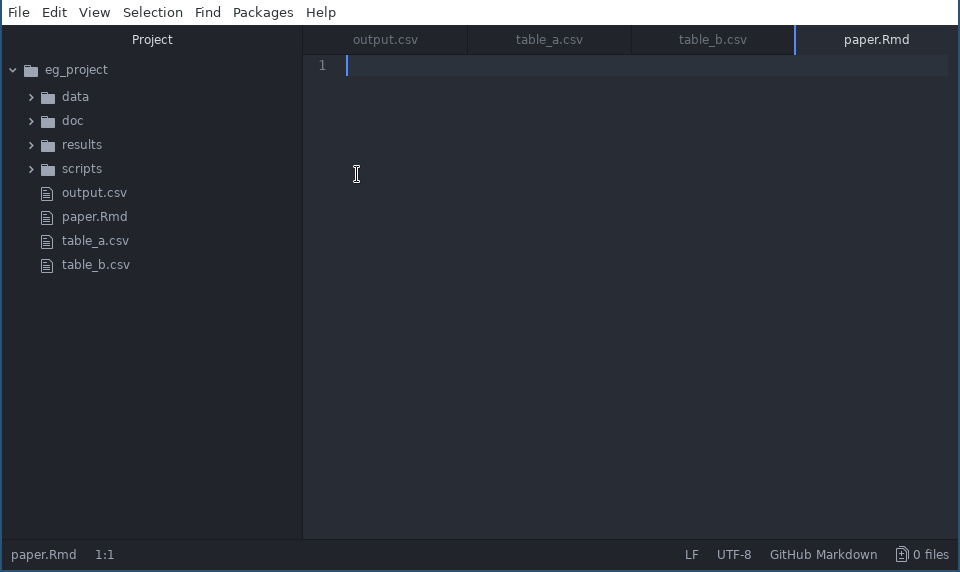 File Edit View Selection Find Packages Help
Project
output.csv table_a.csv table_b.csv paper.Rmd
eg_project
data
doc
results
scripts
output.csv
paper.Rmd
table_a.csv
table_b.csv
1
paper.Rmd 1:1 LF UTF-8 GitHub Markdown 0 files